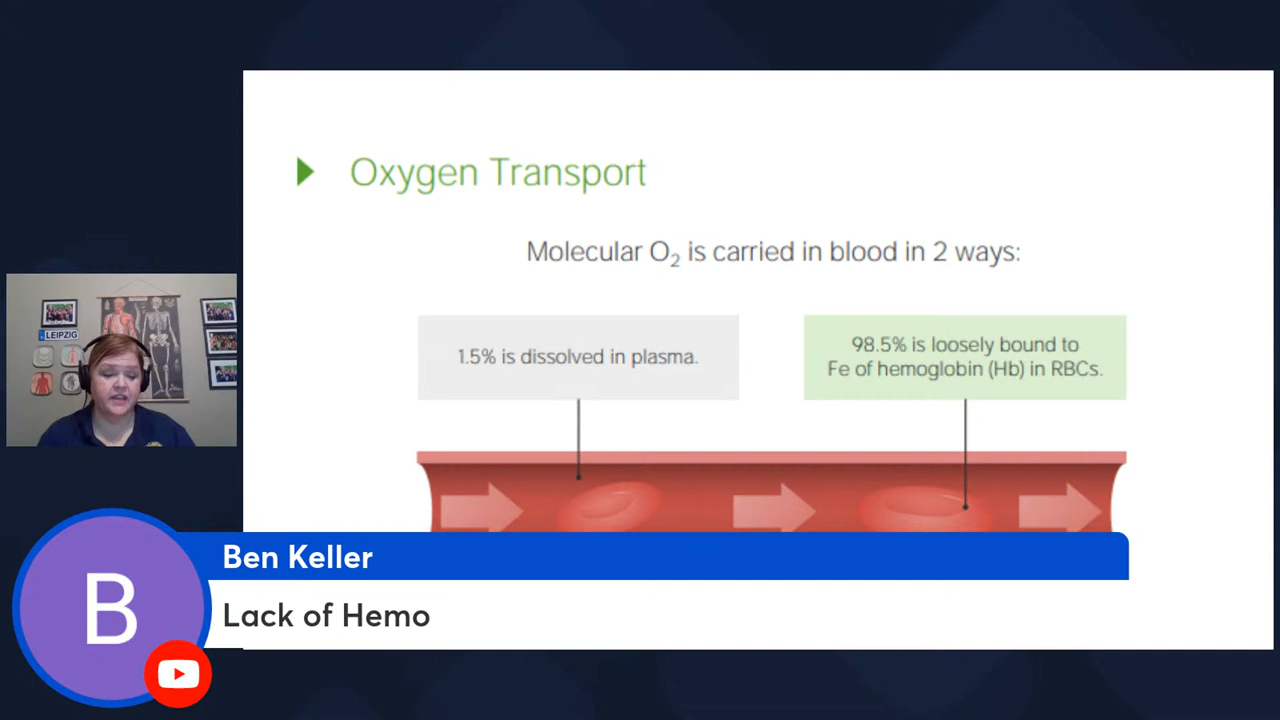 Oxygen Transport
Molecular O₂ is carried in blood in 2 ways:
1.5% is dissolved in plasma.
98.5% is loosely bound to
Fe of hemoglobin (Hb) in RBCs.
LEIPZIG
B
Ben Keller
Lack of Hemo